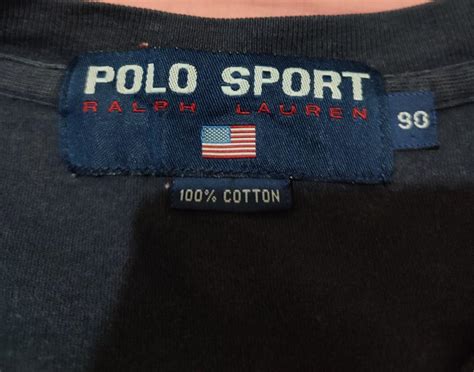 POLO SPORT
RALPH LAUREN
90
100% COTTON